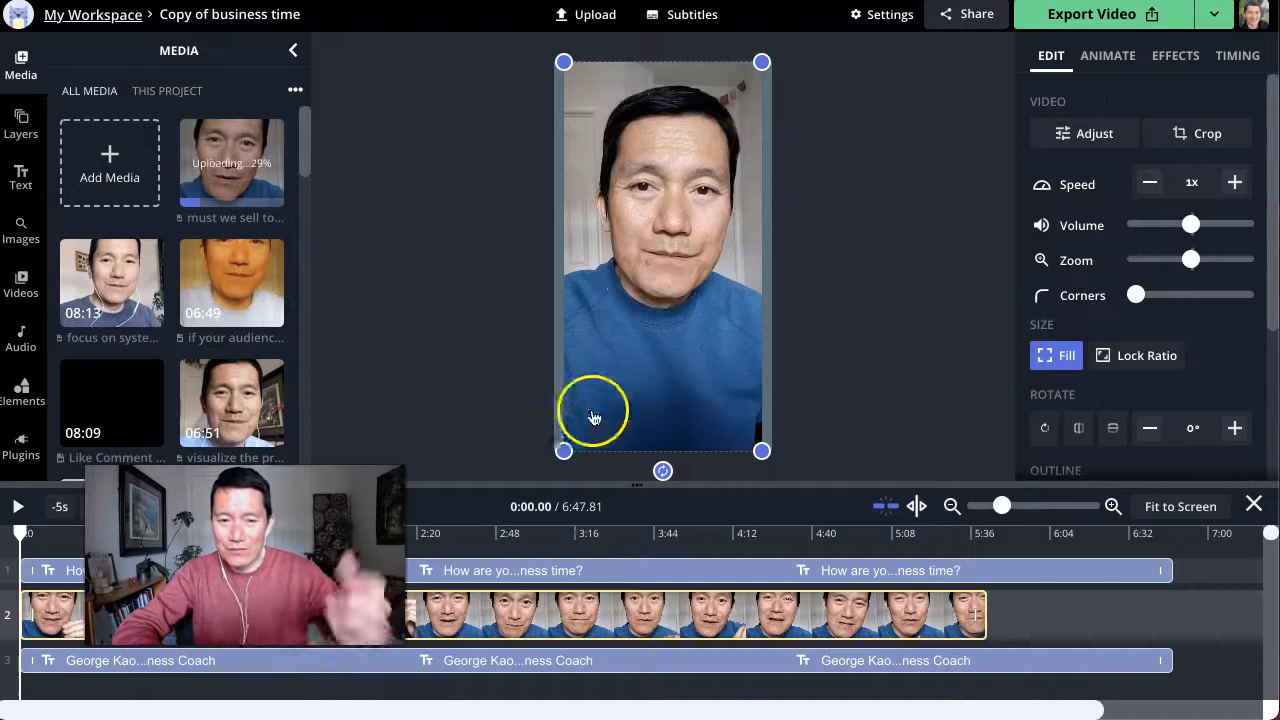 My Workspace > Copy of business time
Upload
Subtitles
Settings
Share
Export Video
Media
Layers
Text
Images
Videos
Audio
Elements
Plugins
MEDIA
ALL MEDIA
THIS PROJECT
•••
+
Add Media
Uploading...29%
must we sell to...
08:13
focus on syste...
06:49
if your audienc...
08:09
Like Comment ...
06:51
visualize the pr...
EDIT
ANIMATE
EFFECTS
TIMING
VIDEO
Adjust
Crop
Speed
1x
Volume
Zoom
Corners
SIZE
Fill
Lock Ratio
ROTATE
0°
OUTLINE
-5s
0:00.00 / 6:47.81
Fit to Screen
:0 2:20 2:48 3:16 3:44 4:12 4:40 5:08 5:36 6:04 6:32 7:00
1
How are yo...ness time?
How are yo...ness time?
2
3
George Kao...ness Coach
George Kao...ness Coach
George Kao...ness Coach